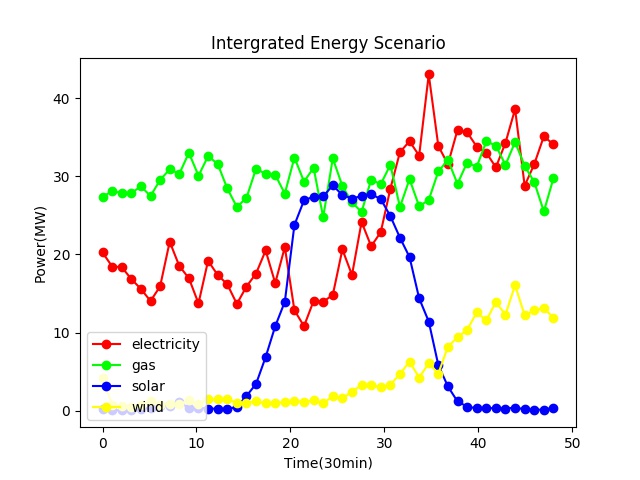 Intergrated Energy Scenario
Power(MW)
40
30
20
10
0
electricity
gas
solar
wind
0 10 20 30 40 50
Time(30min)